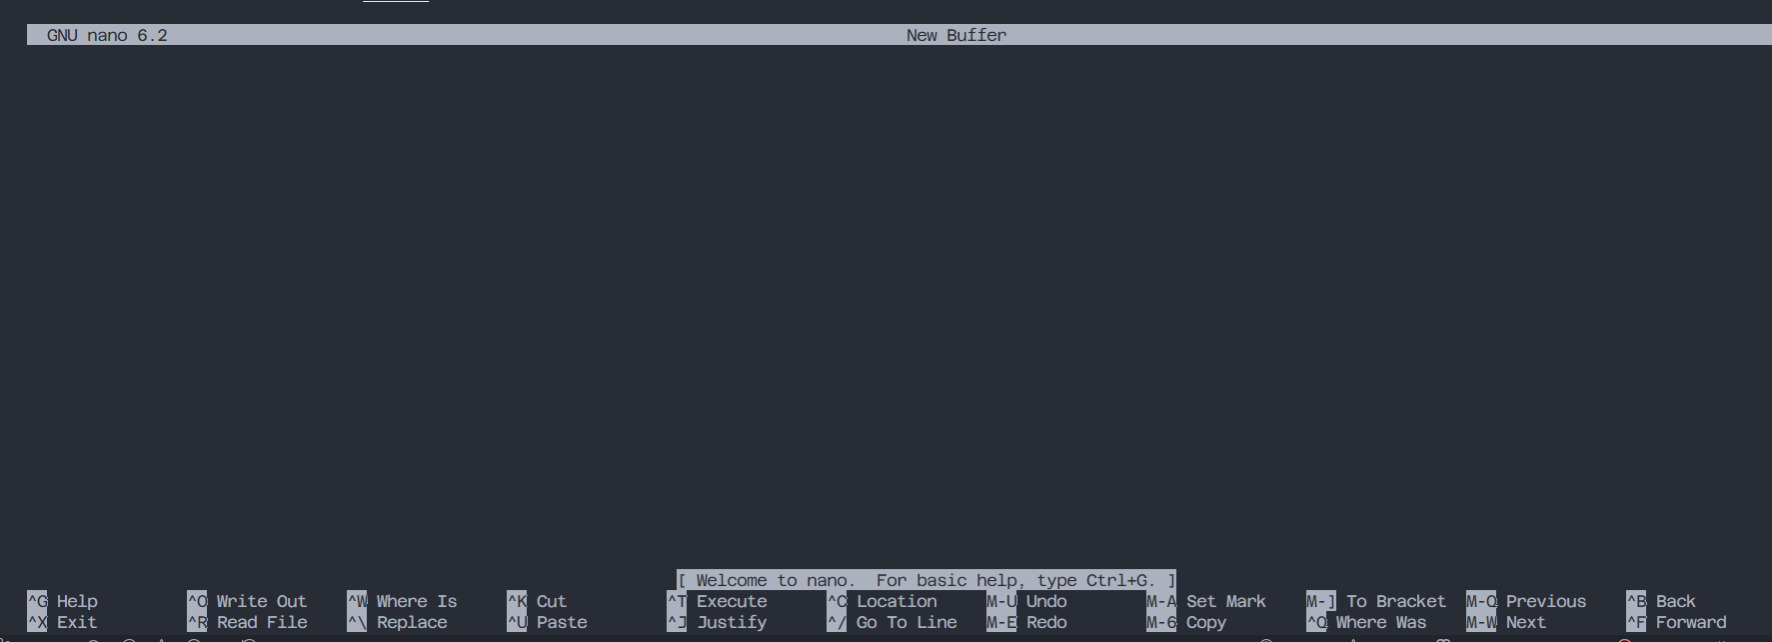 GNU nano 6.2 New Buffer
[ Welcome to nano.  For basic help, type Ctrl+G. ]
^G Help ^O Write Out ^W Where Is ^K Cut ^T Execute ^C Location M-U Undo M-A Set Mark M-] To Bracket M-Q Previous ^B Back
^X Exit ^R Read File ^\ Replace ^U Paste ^J Justify ^/ Go To Line M-E Redo M-6 Copy ^Q Where Was M-W Next ^F Forward